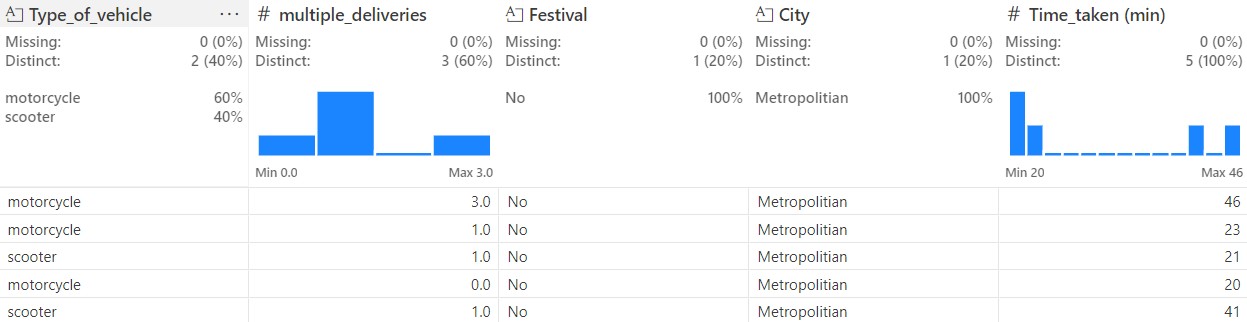 Type_of_vehicle ... # multiple_deliveries Festival City # Time_taken (min)
Missing: 0 (0%) Missing: 0 (0%) Missing: 0 (0%) Missing: 0 (0%) Missing: 0 (0%)
Distinct: 2 (40%) Distinct: 3 (60%) Distinct: 1 (20%) Distinct: 1 (20%) Distinct: 5 (100%)
motorcycle 60% No 100% Metropolitian 100%
scooter 40%
Min 0.0 Max 3.0 Min 20 Max 46
motorcycle 3.0 No Metropolitian 46
motorcycle 1.0 No Metropolitian 23
scooter 1.0 No Metropolitian 21
motorcycle 0.0 No Metropolitian 20
scooter 1.0 No Metropolitian 41